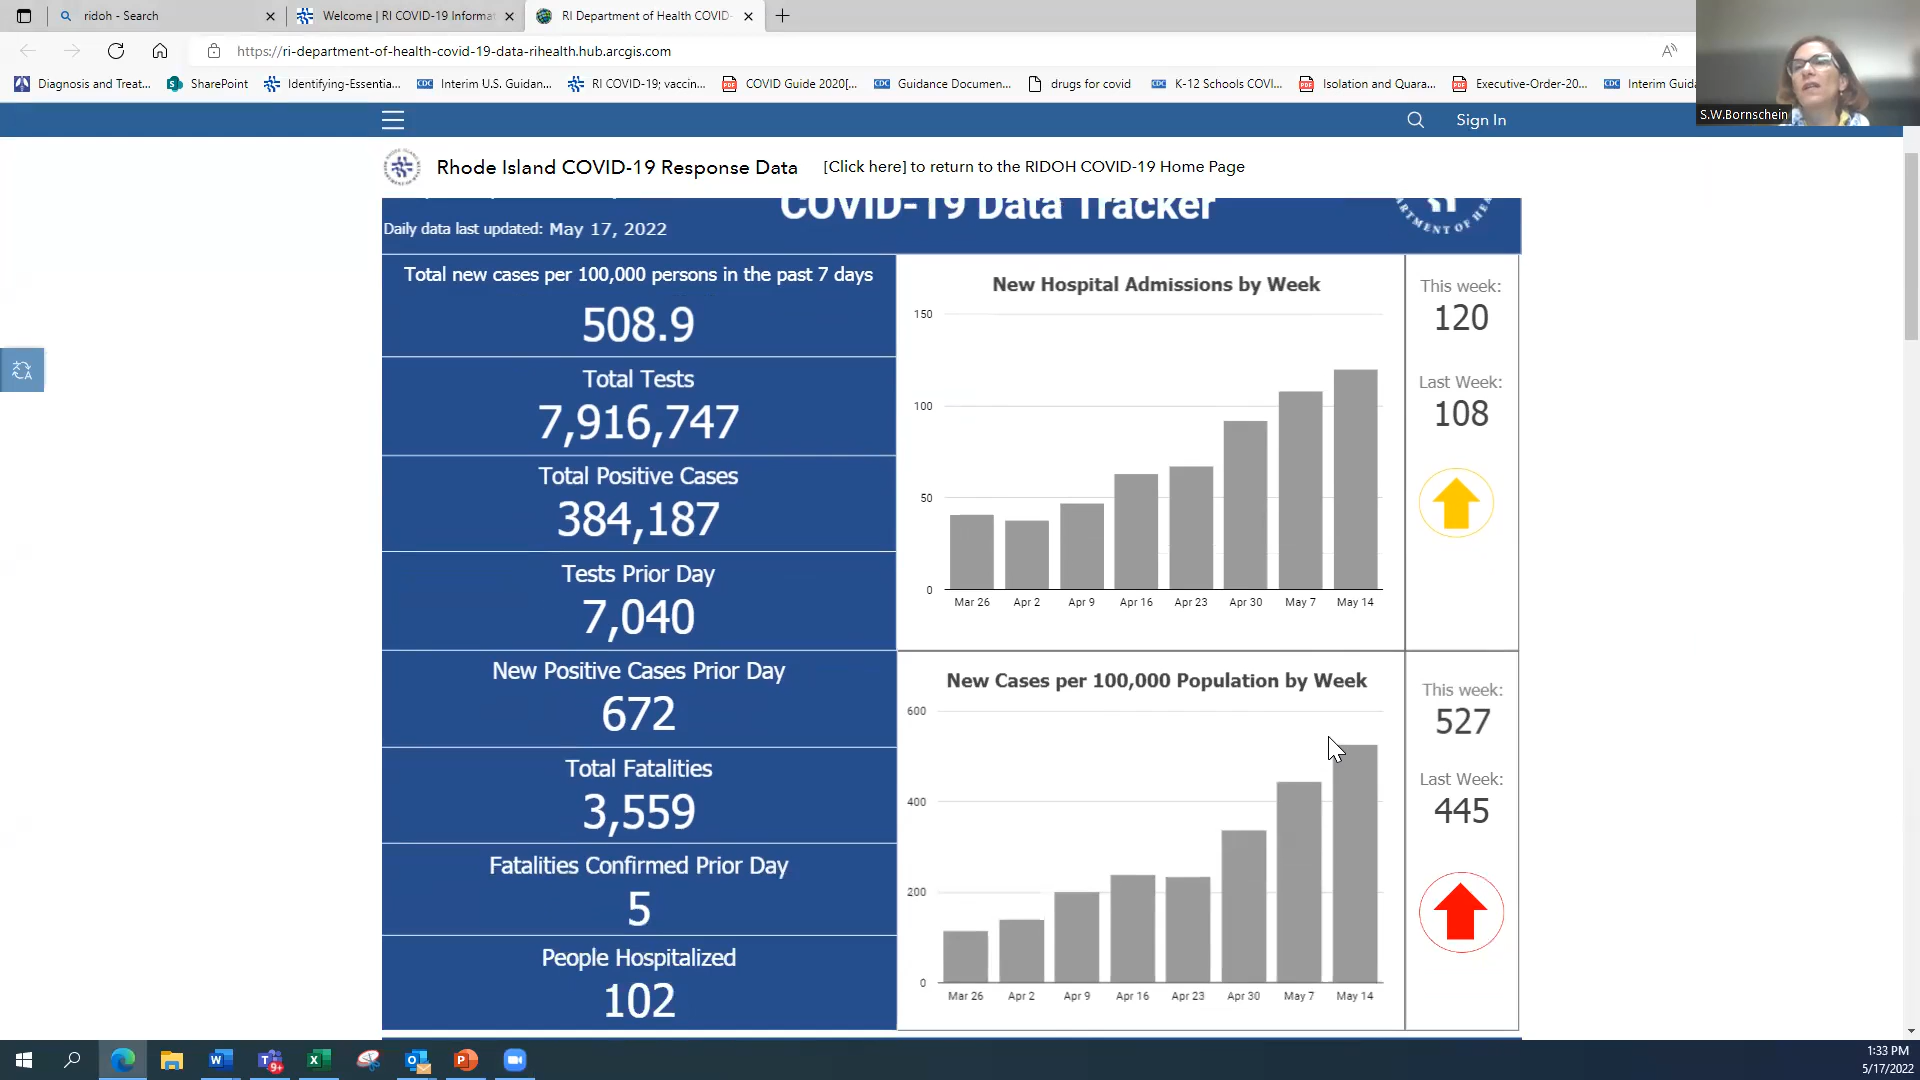 ridoh - Search
Welcome | RI COVID-19 Informat
RI Department of Health COVID-
https://ri-department-of-health-covid-19-data-rihealth.hub.arcgis.com
Diagnosis and Treat...
SharePoint
Identifying-Essentia...
Interim U.S. Guidan...
RI COVID-19; vaccin...
COVID Guide 2020[...
Guidance Documen...
drugs for covid
K-12 Schools COVI...
Isolation and Quara...
Executive-Order-20...
Interim Guida
S.W.Bornschein
Sign In
Rhode Island COVID-19 Response Data
[Click here] to return to the RIDOH COVID-19 Home Page
COVID-19 Data Tracker
Daily data last updated: May 17, 2022
Total new cases per 100,000 persons in the past 7 days
508.9
Total Tests
7,916,747
Total Positive Cases
384,187
Tests Prior Day
7,040
New Positive Cases Prior Day
672
Total Fatalities
3,559
Fatalities Confirmed Prior Day
5
People Hospitalized
102
New Hospital Admissions by Week
150
100
50
0
Mar 26 Apr 2 Apr 9 Apr 16 Apr 23 Apr 30 May 7 May 14
This week:
120
Last Week:
108
New Cases per 100,000 Population by Week
600
400
200
0
Mar 26 Apr 2 Apr 9 Apr 16 Apr 23 Apr 30 May 7 May 14
This week:
527
Last Week:
445
1:33 PM
5/17/2022